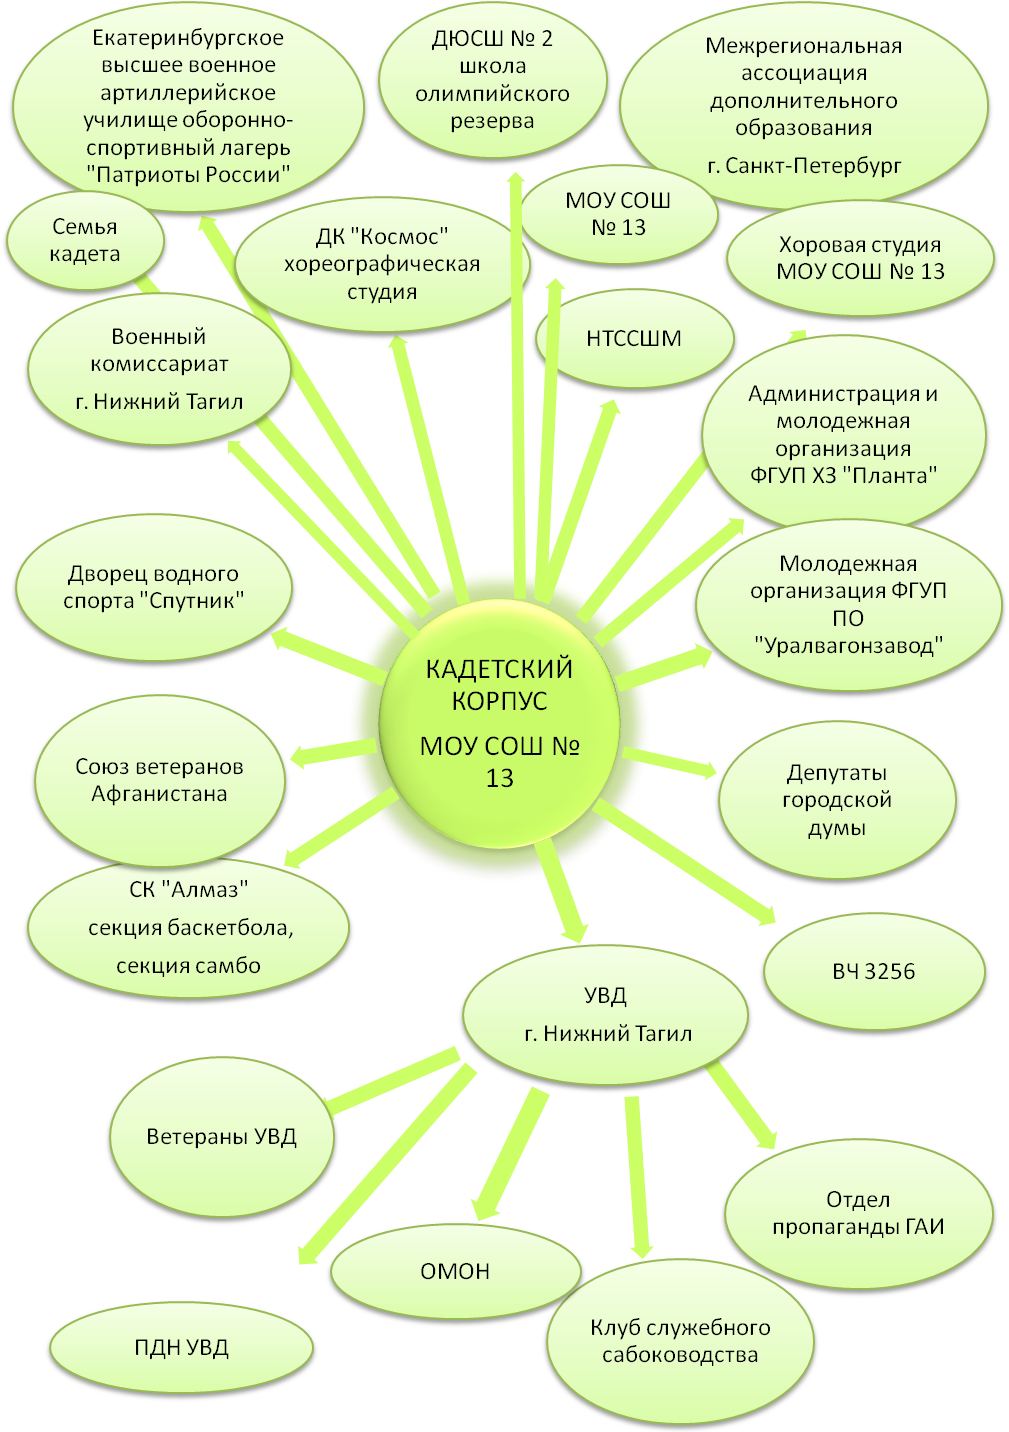 Екатеринбургское
высшее военное
артиллерийское
училище оборонно-
спортивный лагерь
"Патриоты России"
ДЮСШ № 2
школа
олимпийского
резерва
Межрегиональная
ассоциация
дополнительного
образования
г. Санкт-Петербург
Семья
кадета
ДК "Космос"
хореографическая
студия
МОУ СОШ
№ 13
Хоровая студия
МОУ СОШ № 13
Военный
комиссариат
г. Нижний Тагил
НТССШМ
Администрация и
молодежная
организация
ФГУП ХЗ "Планта"
Дворец водного
спорта "Спутник"
Молодежная
организация ФГУП
ПО
"Уралвагонзавод"
КАДЕТСКИЙ
КОРПУС
МОУ СОШ №
13
Союз ветеранов
Афганистана
Депутаты
городской
думы
СК "Алмаз"
секция баскетбола,
секция самбо
ВЧ 3256
УВД
г. Нижний Тагил
Ветераны УВД
Отдел
пропаганды ГАИ
ОМОН
Клуб служебного
сабоководства
ПДН УВД